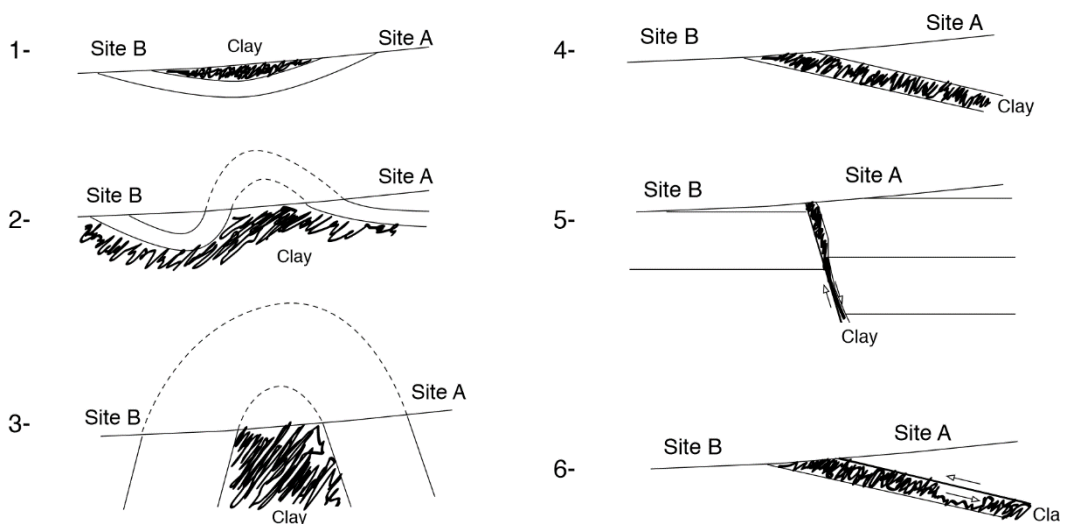 1-
Site B
Clay
Site A
2-
Site B
Site A
Clay
3-
Site B
Site A
Clay
4-
Site B
Site A
Clay
5-
Site B
Site A
Clay
6-
Site B
Site A
Cla